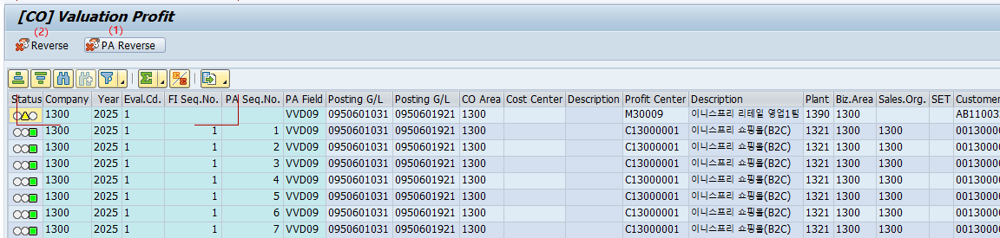 [CO] Valuation Profit
(2) (1)
Reverse PA Reverse
Status Company Year Eval.Cd. FI Seq.No. PA Seq.No. PA Field Posting G/L Posting G/L CO Area Cost Center Description Profit Center Description Plant Biz.Area Sales.Org. SET Customer
1300 2025 1 VVD09 0950601031 0950601921 1300 M30009 이니스프리 리테일 영업1팀 1390 1300 AB11003
1300 2025 1 1 1 VVD09 0950601031 0950601921 1300 C13000001 이니스프리 쇼핑몰(B2C) 1321 1300 1300 0013000
1300 2025 1 1 2 VVD09 0950601031 0950601921 1300 C13000001 이니스프리 쇼핑몰(B2C) 1321 1300 1300 0013000
1300 2025 1 1 3 VVD09 0950601031 0950601921 1300 C13000001 이니스프리 쇼핑몰(B2C) 1321 1300 1300 0013000
1300 2025 1 1 4 VVD09 0950601031 0950601921 1300 C13000001 이니스프리 쇼핑몰(B2C) 1321 1300 1300 0013000
1300 2025 1 1 5 VVD09 0950601031 0950601921 1300 C13000001 이니스프리 쇼핑몰(B2C) 1321 1300 1300 0013000
1300 2025 1 1 6 VVD09 0950601031 0950601921 1300 C13000001 이니스프리 쇼핑몰(B2C) 1321 1300 1300 0013000
1300 2025 1 1 7 VVD09 0950601031 0950601921 1300 C13000001 이니스프리 쇼핑몰(B2C) 1321 1300 1300 0013000